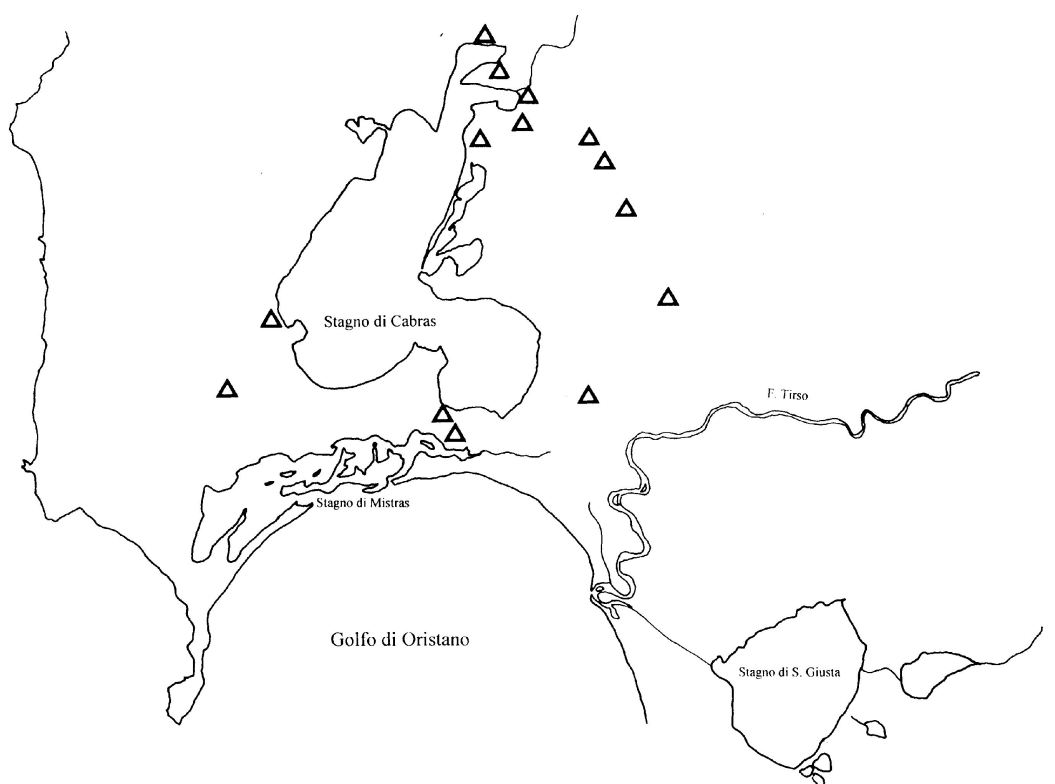 Stagno di Cabras
F. Tirso
Stagno di Mistras
Golfo di Oristano
Stagno di S. Giusta